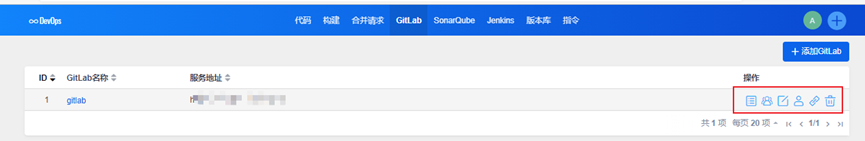 DevOps 代码 构建 合并请求 GitLab SonarQube Jenkins 版本库 指令 A
添加GitLab
ID GitLab名称 服务地址 操作
1 gitlab
共 1 项 每页 20 项 1/1